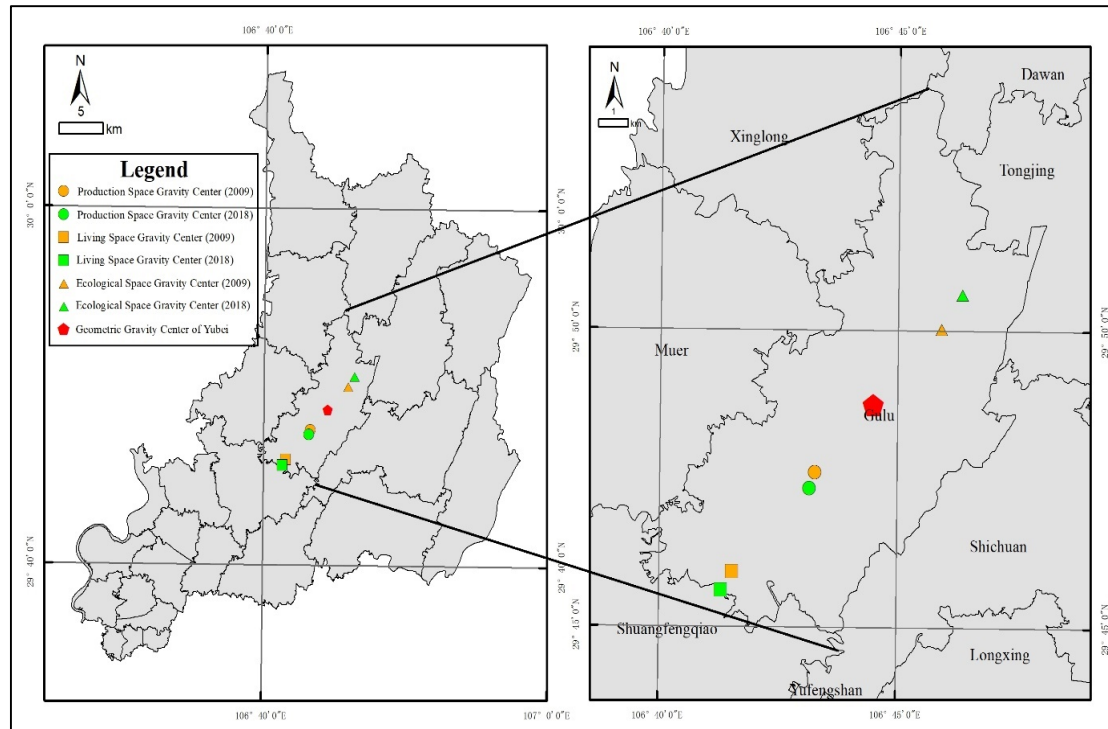 106° 40′0″E
N
5
km
Legend
Production Space Gravity Center (2009)
Production Space Gravity Center (2018)
Living Space Gravity Center (2009)
Living Space Gravity Center (2018)
Ecological Space Gravity Center (2009)
Ecological Space Gravity Center (2018)
Geometric Gravity Center of Yubei
30° 0′0″N
30° 0′0″N
29° 40′0″N
29° 40′0″N
106° 40′0″E
107° 0′0″E
106° 40′0″E
106° 45′0″E
N
1
km
Dawan
Xinglong
Tongjing
29° 50′0″N
29° 50′0″N
Muer
Gulu
Shichuan
29° 45′0″N
29° 45′0″N
Shuangfengqiao
Longxing
Yufengshan
106° 40′0″E
106° 45′0″E